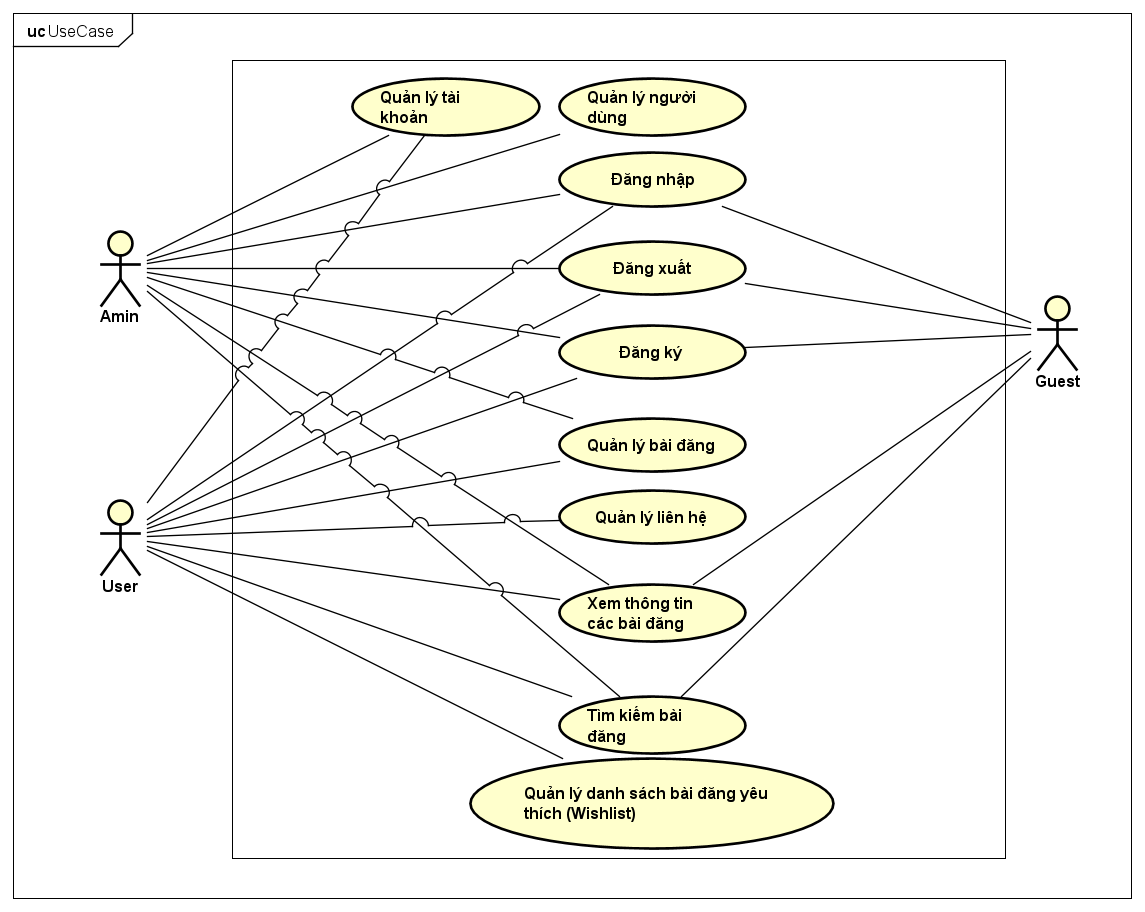 uc UseCase
Quản lý tài
khoản
Quản lý người
dùng
Đăng nhập
Đăng xuất
Amin
Đăng ký
Guest
Quản lý bài đăng
Quản lý liên hệ
User
Xem thông tin
các bài đăng
Tìm kiếm bài
đăng
Quản lý danh sách bài đăng yêu
thích (Wishlist)